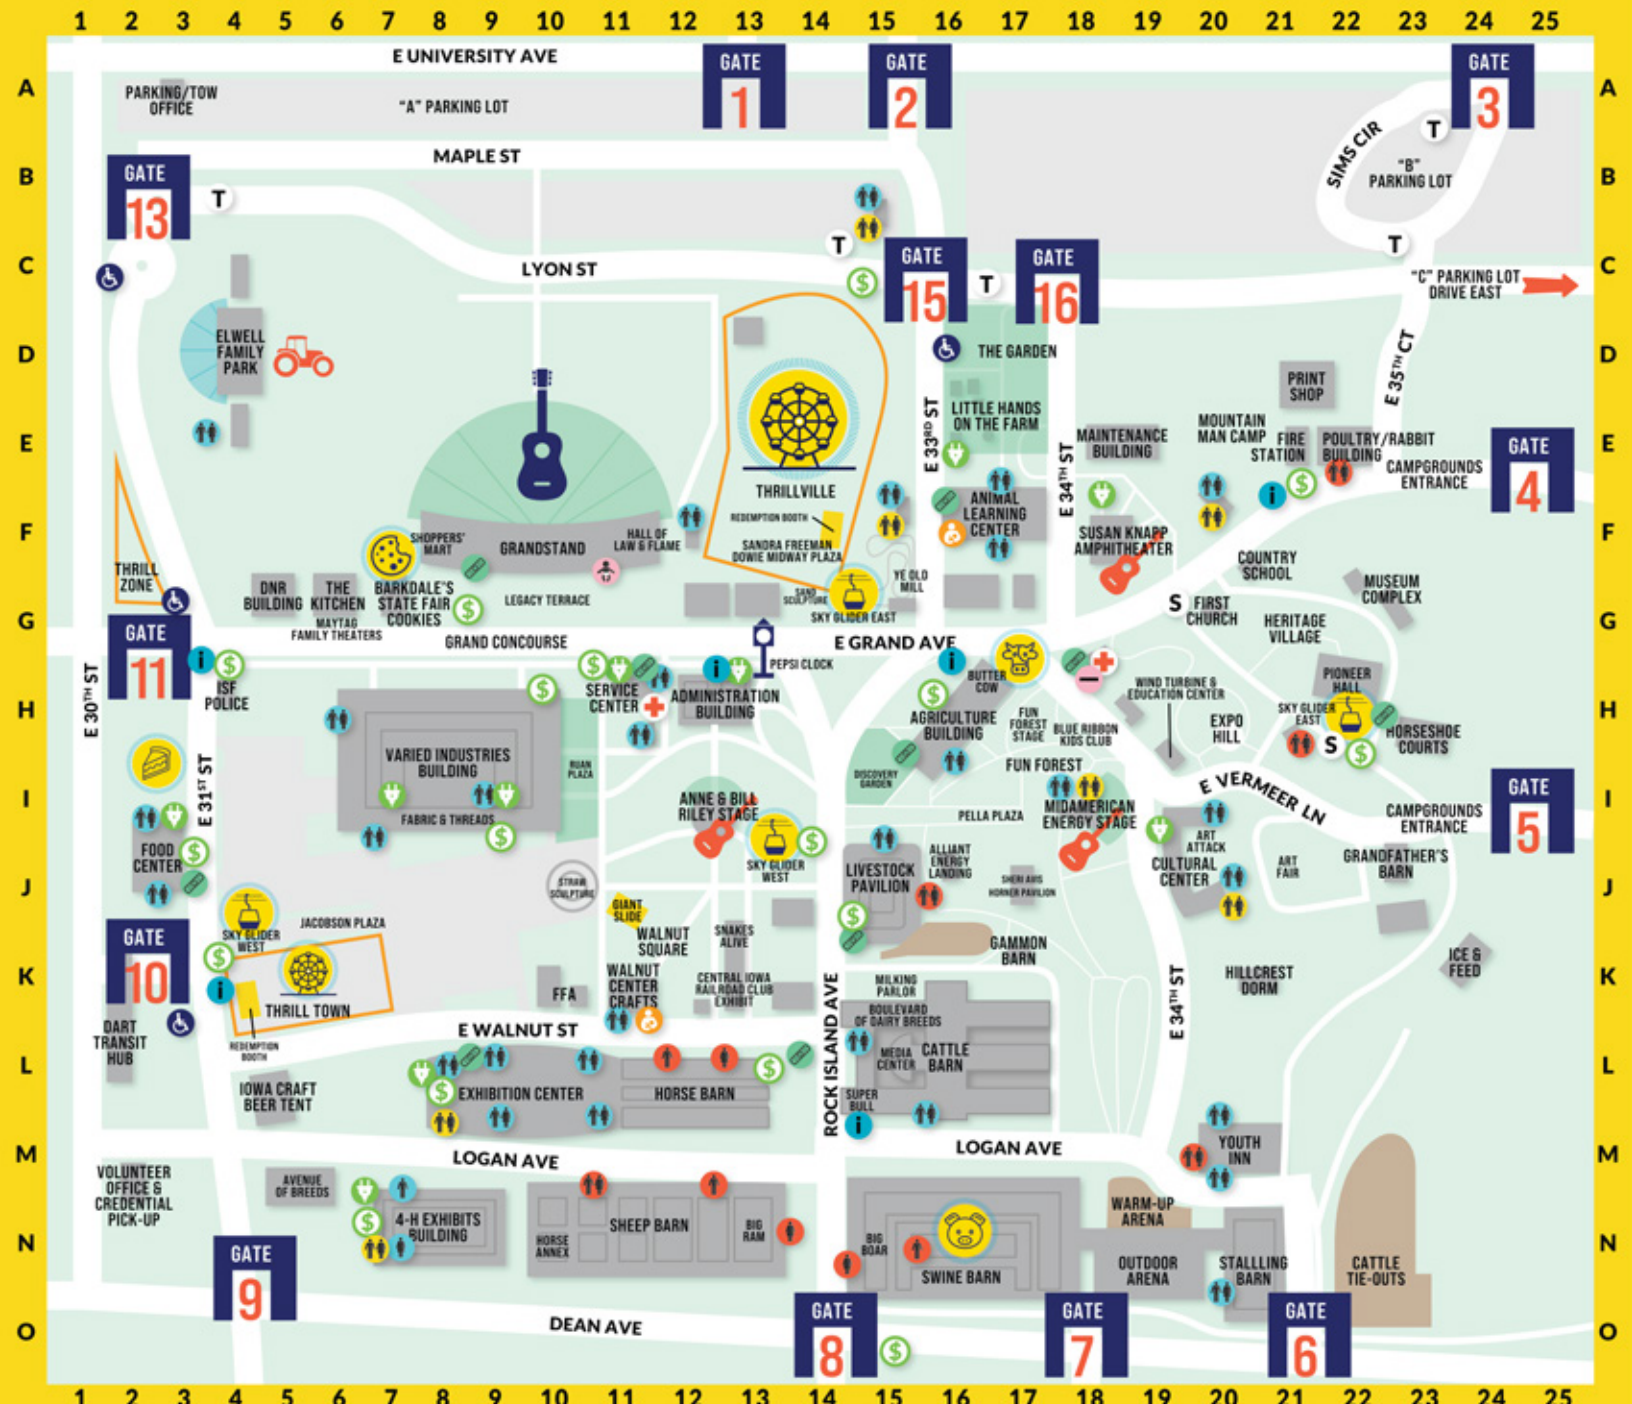 1 2 3 4 5 6 7 8 9 10 11 12 13 14 15 16 17 18 19 20 21 22 23 24 25
E UNIVERSITY AVE
A
PARKING/TOW
OFFICE
"A" PARKING LOT
GATE
1
GATE
2
GATE
3
A
T
SIMS CIR
"B"
PARKING LOT
MAPLE ST
B
B
GATE
13
T
T
T
C
LYON ST
$
GATE
15
T
GATE
16
"C" PARKING LOT
DRIVE EAST
C
D
ELWELL
FAMILY
PARK
THE GARDEN
E 35TH CT
D
PRINT
SHOP
LITTLE HANDS
ON THE FARM
E 33RD ST
E 34TH ST
E
MAINTENANCE
BUILDING
MOUNTAIN
MAN CAMP
FIRE
STATION
POULTRY/RABBIT
BUILDING
CAMPGROUNDS
ENTRANCE
GATE
4
E
i
$
THRILLVILLE
REDEMPTION BOOTH
SANDRA FREEMAN
DOWIE MIDWAY PLAZA
ANIMAL
LEARNING
CENTER
SUSAN KNAPP
AMPHITHEATER
F
SHOPPERS'
MART
GRANDSTAND
HALL OF
LAW & FLAME
F
THRILL
ZONE
DNR
BUILDING
THE
KITCHEN
MAYTAG
FAMILY THEATERS
BARKDALE"S
STATE FAIR
COOKIES
$
LEGACY TERRACE
SAND
SCULPTURE
SKY GLIDER EAST
YE OLD
MILL
COUNTRY
SCHOOL
MUSEUM
COMPLEX
S
FIRST
CHURCH
HERITAGE
VILLAGE
G
G
GATE
11
GRAND CONCOURSE
E GRAND AVE
PEPSI CLOCK
i
$
ISF
POLICE
E 30TH ST
H
$
$
SERVICE
CENTER
i
ADMINISTRATION
BUILDING
i
$
BUTTER
COW
AGRICULTURE
BUILDING
FUN
FOREST
STAGE
BLUE RIBBON
KIDS CLUB
WIND TURBINE &
EDUCATION CENTER
EXPO
HILL
PIONEER
HALL
SKY GLIDER
EAST
S
$
HORSESHOE
COURTS
H
E 31ST ST
VARIED INDUSTRIES
BUILDING
FABRIC & THREADS
$
RUAN
PLAZA
DISCOVERY
GARDEN
FUN FOREST
I
ANNE & BILL
RILEY STAGE
SKY GLIDER
WEST
$
PELLA PLAZA
MIDAMERICAN
ENERGY STAGE
E VERMEER LN
CAMPGROUNDS
ENTRANCE
GATE
5
I
FOOD
CENTER
$
J
STRAW
SCULPTURE
LIVESTOCK
PAVILION
$
ALLIANT
ENERGY
LANDING
SHERI AVIS
HORNER PAVILION
ART
ATTACK
CULTURAL
CENTER
ART
FAIR
GRANDFATHER'S
BARN
J
SKY GLIDER
WEST
JACOBSON PLAZA
GIANT
SLIDE
WALNUT
SQUARE
SNAKES
ALIVE
GAMMON
BARN
GATE
10
$
i
K
THRILL TOWN
REDEMPTION
BOOTH
FFA
WALNUT
CENTER
CRAFTS
CENTRAL IOWA
RAILROAD CLUB
EXHIBIT
MILKING
PARLOR
BOULEVARD
OF DAIRY BREEDS
HILLCREST
DORM
ICE &
FEED
K
DART
TRANSIT
HUB
E WALNUT ST
ROCK ISLAND AVE
E 34TH ST
L
IOWA CRAFT
BEER TENT
$
EXHIBITION CENTER
HORSE BARN
$
MEDIA
CENTER
CATTLE
BARN
SUPER
BULL
i
L
M
LOGAN AVE
LOGAN AVE
YOUTH
INN
M
VOLUNTEER
OFFICE &
CREDENTIAL
PICK-UP
AVENUE
OF BREEDS
$
4-H EXHIBITS
BUILDING
HORSE
ANNEX
SHEEP BARN
BIG
RAM
BIG
BOAR
SWINE BARN
WARM-UP
ARENA
OUTDOOR
ARENA
STALLLING
BARN
CATTLE
TIE-OUTS
N
N
GATE
9
DEAN AVE
GATE
8
$
GATE
7
GATE
6
O
O
1 2 3 4 5 6 7 8 9 10 11 12 13 14 15 16 17 18 19 20 21 22 23 24 25